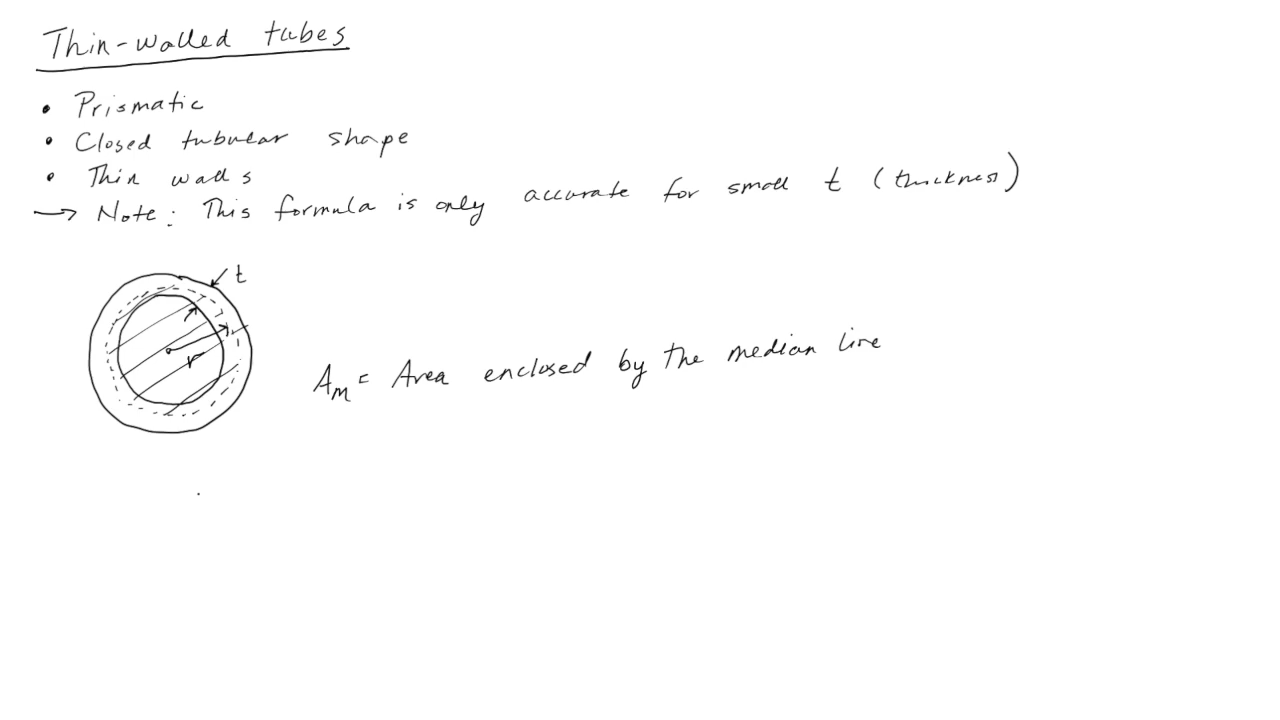 Thin-walled tubes
• Prismatic
• Closed tubular shape
• Thin walls
→ Note: This formula is only accurate for small t (thickness)
t
r
Am = Area enclosed by the median line